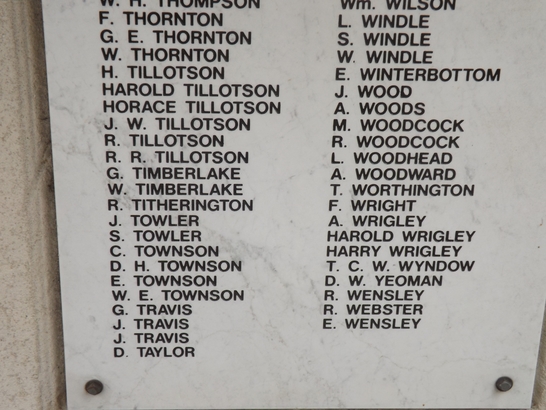 W. H. THOMPSON
F. THORNTON
G. E. THORNTON
W. THORNTON
H. TILLOTSON
HAROLD TILLOTSON
HORACE TILLOTSON
J. W. TILLOTSON
R. TILLOTSON
R. R. TILLOTSON
G. TIMBERLAKE
W. TIMBERLAKE
R. TITHERINGTON
J. TOWLER
S. TOWLER
C. TOWNSON
D. H. TOWNSON
E. TOWNSON
W. E. TOWNSON
G. TRAVIS
J. TRAVIS
J. TRAVIS
D. TAYLOR
Wm. WILSON
L. WINDLE
S. WINDLE
W. WINDLE
E. WINTERBOTTOM
J. WOOD
A. WOODS
M. WOODCOCK
R. WOODCOCK
L. WOODHEAD
A. WOODWARD
T. WORTHINGTON
F. WRIGHT
A. WRIGLEY
HAROLD WRIGLEY
HARRY WRIGLEY
T. C. W. WYNDOW
D. W. YEOMAN
R. WENSLEY
R. WEBSTER
E. WENSLEY